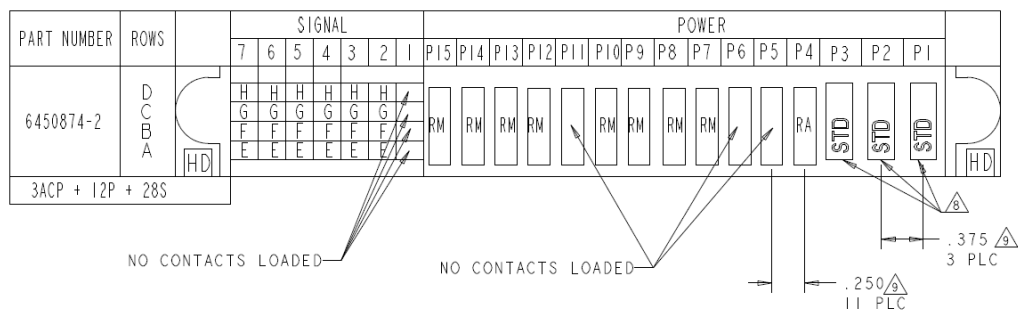 PART NUMBER ROWS SIGNAL POWER
7 6 5 4 3 2 1 P15 P14 P13 P12 P11 P10 P9 P8 P7 P6 P5 P4 P3 P2 P1
6450874-2
D H H H H H H
C G G G G G G
B F F F F F F
A E E E E E E
RM RM RM RM RM RM RM RM RA STD STD STD
HD HD
3ACP + 12P + 28S
8
NO CONTACTS LOADED
NO CONTACTS LOADED
.375 9
3 PLC
.250 9
11 PLC